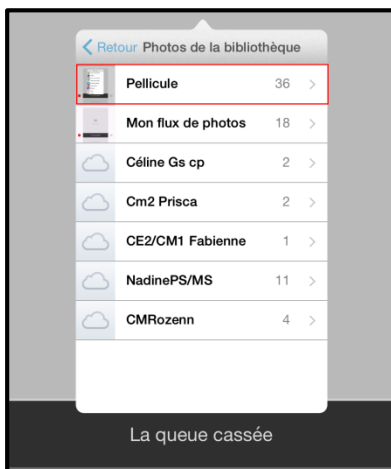 Retour Photos de la bibliothèque
Pellicule 36
Mon flux de photos 18
Céline Gs cp 2
Cm2 Prisca 2
CE2/CM1 Fabienne 1
NadinePS/MS 11
CMRozenn 4
La queue cassée